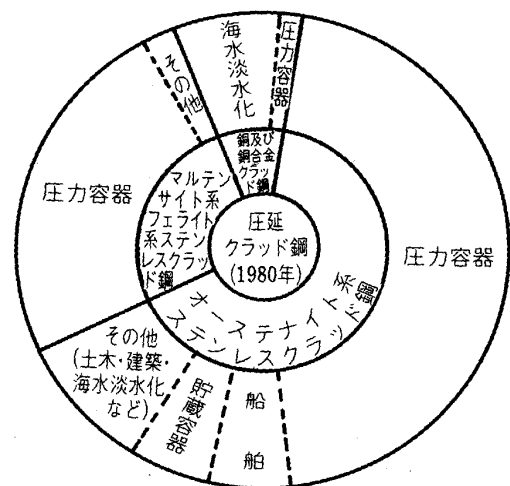 圧延
クラッド鋼
(1980年)
オーステナイト系
ステンレスクラッド鋼
マルテン
サイト系
フェライト
系ステン
レスクラッ
ド鋼
銅及び
銅合金
クラッ
ド鋼
圧力容器
船舶
貯蔵容器
その他
(土木・建築・
海水淡水化
など)
圧力容器
その他
海水淡水化
圧力容器